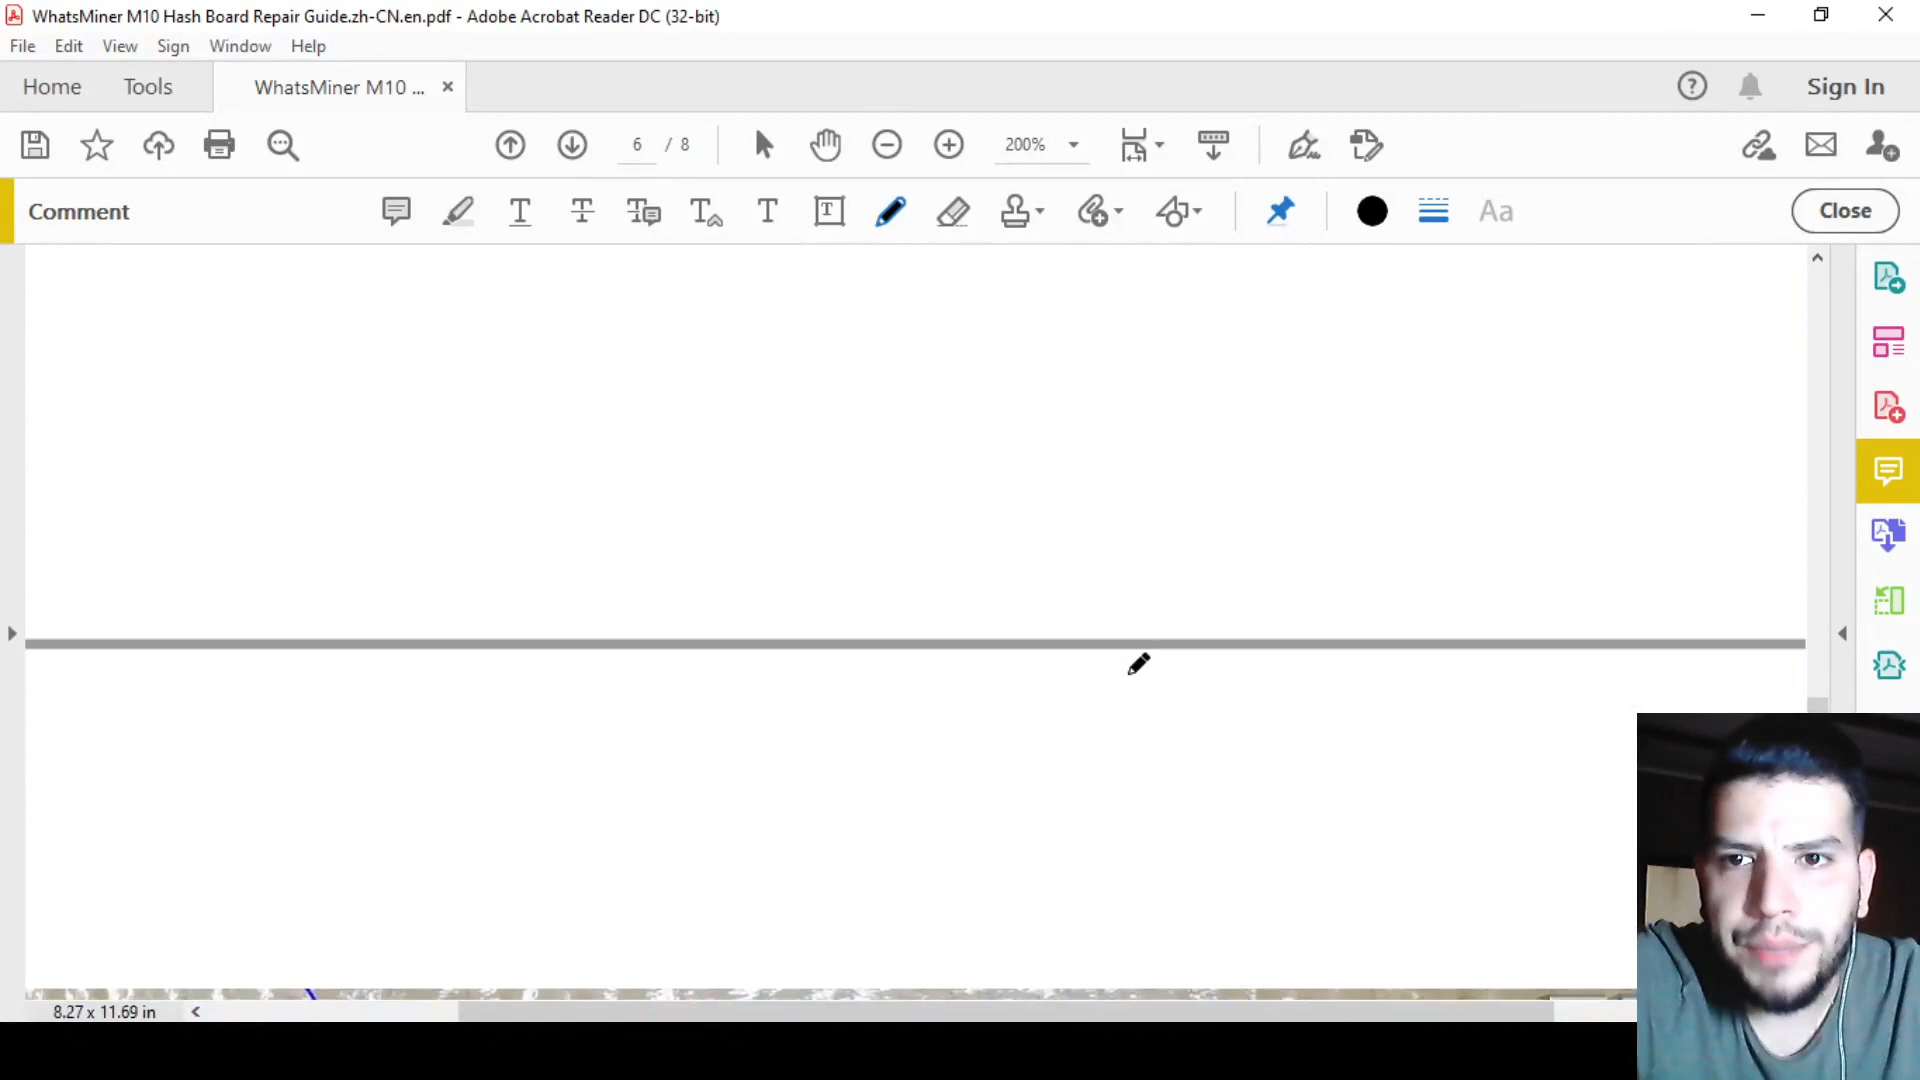 WhatsMiner M10 Hash Board Repair Guide.zh-CN.en.pdf - Adobe Acrobat Reader DC (32-bit)
File Edit View Sign Window Help
Home Tools WhatsMiner M10 ... × Sign In
6 / 8 200%
Comment Aa Close
8.27 x 11.69 in